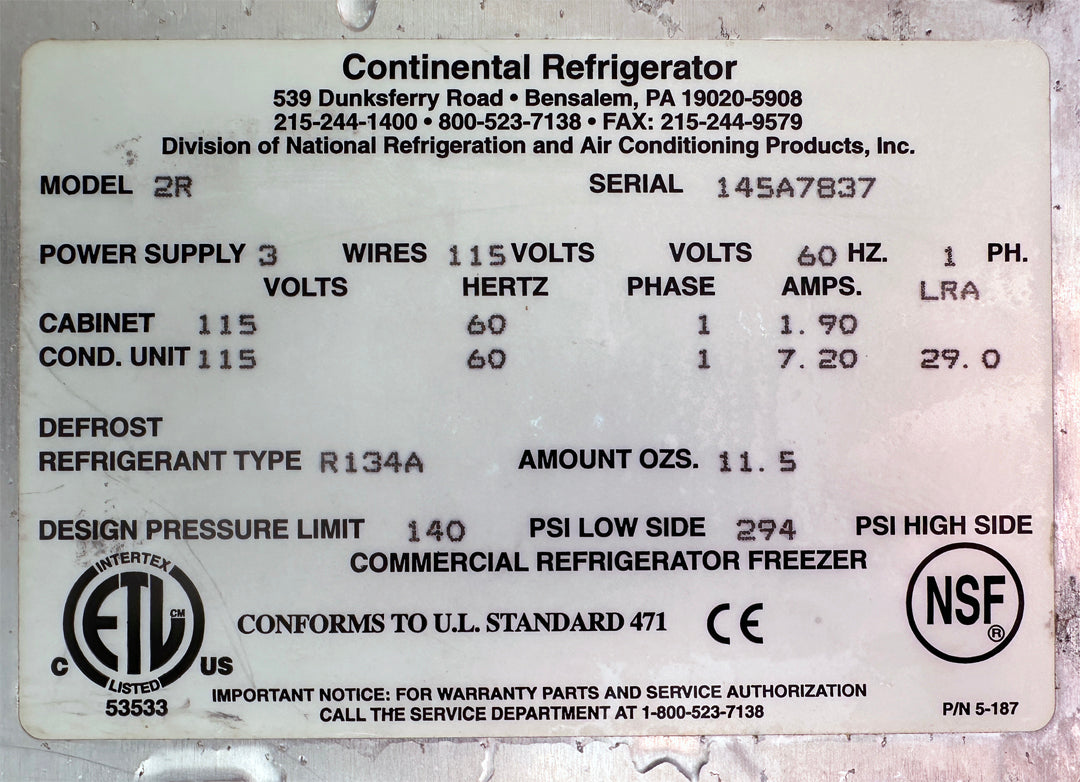 Continental Refrigerator
539 Dunksferry Road • Bensalem, PA 19020-5908
215-244-1400 • 800-523-7138 • FAX: 215-244-9579
Division of National Refrigeration and Air Conditioning Products, Inc.
MODEL 2R SERIAL 145A7837
POWER SUPPLY 3 WIRES 115 VOLTS VOLTS 60 HZ. 1 PH.
VOLTS HERTZ PHASE AMPS. LRA
CABINET 115 60 1 1.90
COND. UNIT 115 60 1 7.20 29.0
DEFROST
REFRIGERANT TYPE R134A AMOUNT OZS. 11.5
DESIGN PRESSURE LIMIT 140 PSI LOW SIDE 294 PSI HIGH SIDE
COMMERCIAL REFRIGERATOR FREEZER
INTERTEK
ETL CM
C US
LISTED
53533
CONFORMS TO U.L. STANDARD 471 CE
NSF®
IMPORTANT NOTICE: FOR WARRANTY PARTS AND SERVICE AUTHORIZATION
CALL THE SERVICE DEPARTMENT AT 1-800-523-7138
P/N 5-187